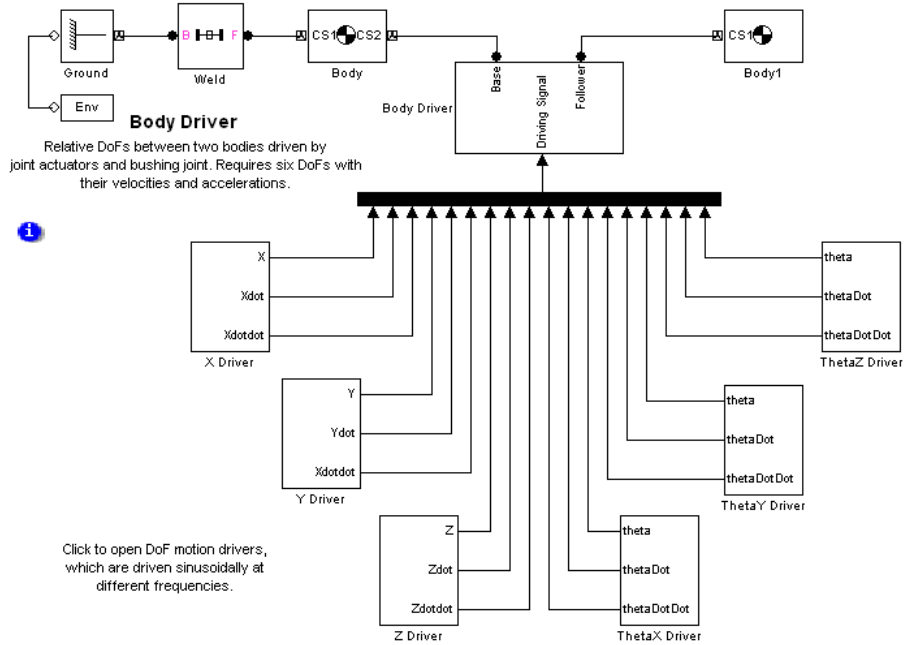 B F
CS1 CS2
CS1
Ground
Weld
Body
Body1
Env
Base
Driving Signal
Follower
Body Driver
Body Driver
Relative DoFs between two bodies driven by
joint actuators and bushing joint. Requires six DoFs with
their velocities and accelerations.
i
X
Xdot
Xdotdot
X Driver
theta
thetaDot
thetaDotDot
ThetaZ Driver
Y
Ydot
Xdotdot
Y Driver
theta
thetaDot
thetaDotDot
ThetaY Driver
Click to open DoF motion drivers,
which are driven sinusoidally at
different frequencies.
Z
Zdot
Zdotdot
Z Driver
theta
thetaDot
thetaDotDot
ThetaX Driver